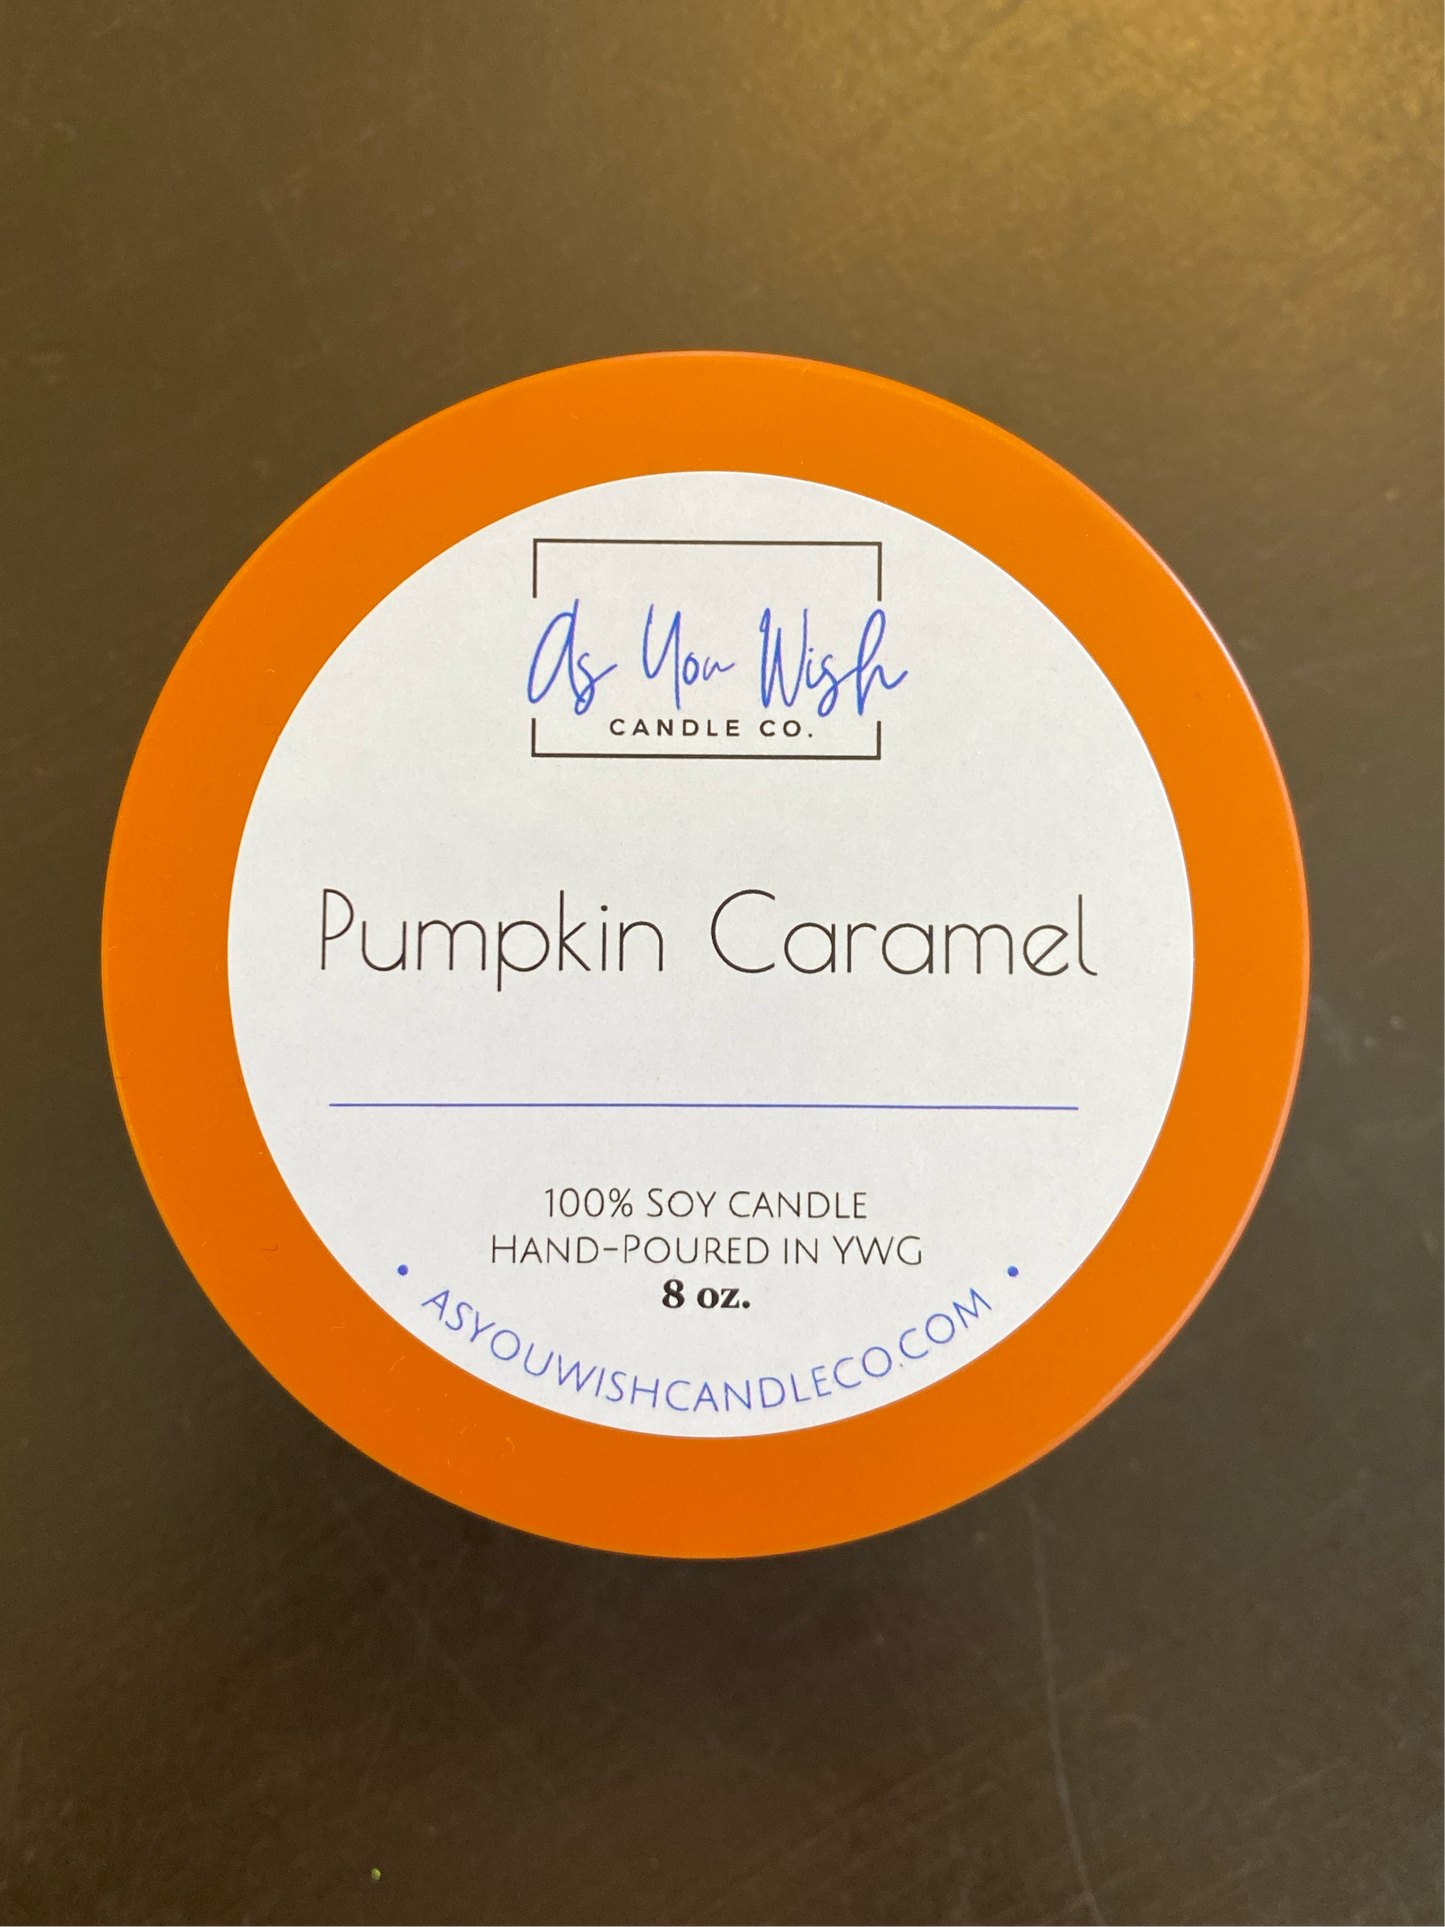 As You Wish
CANDLE CO.
Pumpkin Caramel
100% SOY CANDLE
HAND-POURED IN YWG
8 oz.
• ASYOUWISHCANDLECO.COM •